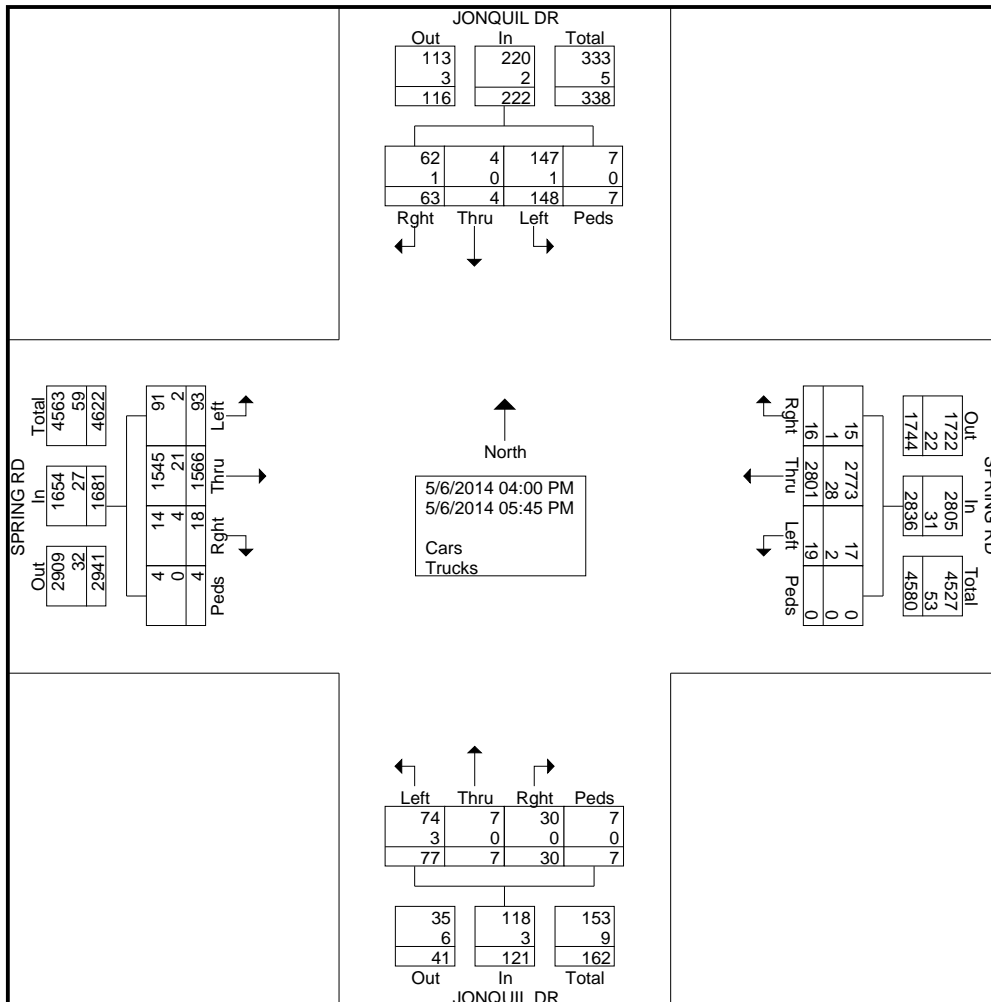 JONQUIL DR
Out In Total
113 220 333
3 2 5
116 222 338
62 4 147 7
1 0 1 0
63 4 148 7
Rght Thru Left Peds
SPRING RD
Total In Out
4563 1654 2909
59 27 32
4622 1681 2941
91 1545 14 4
2 21 4 0
93 1566 18 4
Left Thru Rght Peds
North
5/6/2014 04:00 PM
5/6/2014 05:45 PM
Cars
Trucks
Rght Thru Left Peds
15 2773 17 0
1 28 2 0
16 2801 19 0
Out In Total
1722 2805 4527
22 31 53
1744 2836 4580
SPRING RD
Left Thru Rght Peds
74 7 30 7
3 0 0 0
77 7 30 7
35 118 153
6 3 9
41 121 162
Out In Total
JONQUIL DR